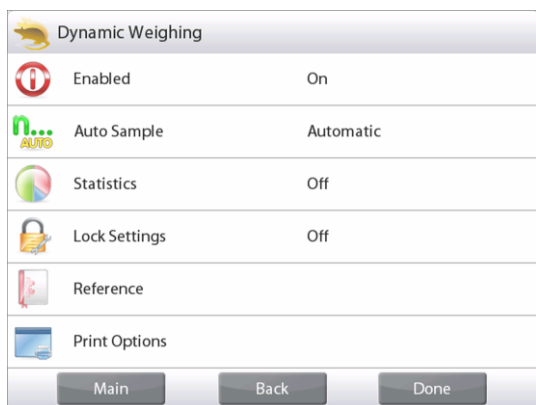 Dynamic Weighing
Enabled On
n...
AUTO
Auto Sample Automatic
Statistics Off
Lock Settings Off
Reference
Print Options
Main Back Done